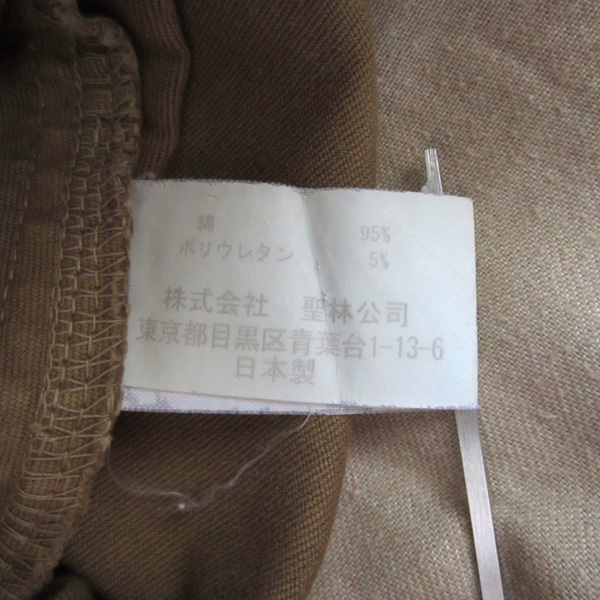 綿 95%
ポリウレタン 5%
株式会社 聖林公司
東京都目黒区青葉台1-13-6
日本製